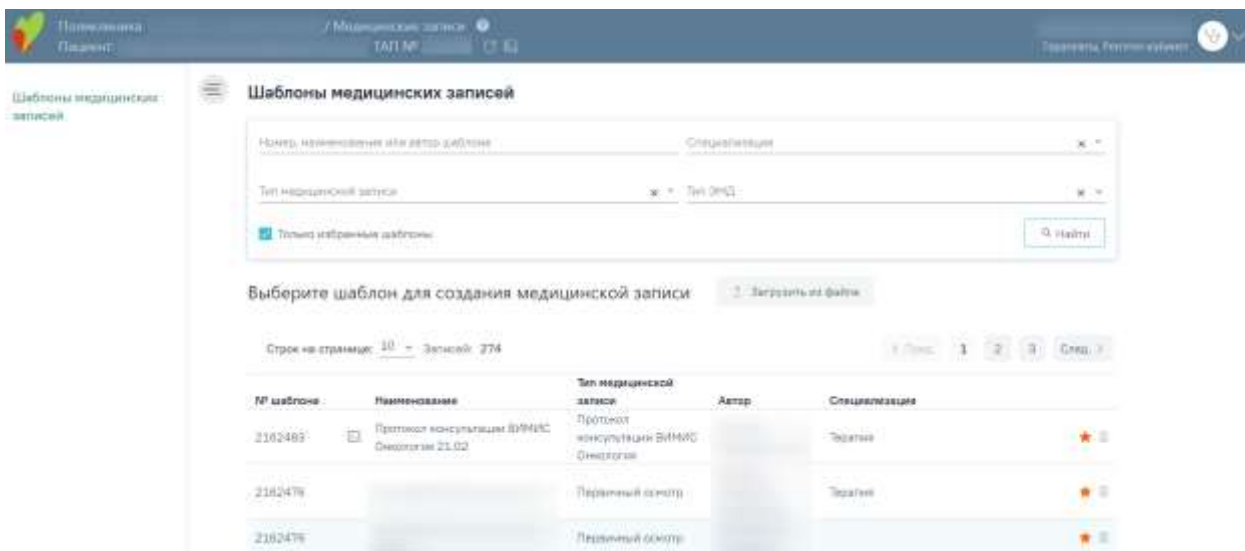 Поликлиника / Медицинские записи
Пациент ТАП №
Шаблоны медицинских
записей
Шаблоны медицинских записей
Номер, наименование или автор шаблона Специализация
Тип медицинской записи Тип ЭМД
Только избранные шаблоны Найти
Выберите шаблон для создания медицинской записи Загрузить из файла
Строк на странице: 10 Записей: 274 < Пред. 1 2 3 След. >
№ шаблона Наименование Тип медицинской записи Автор Специализация
2162483 Протокол консультации ВИМИС Онкология 21.02 Протокол консультации ВИМИС Онкология Терапия
2162476 Первичный осмотр Терапия
2162476 Первичный осмотр